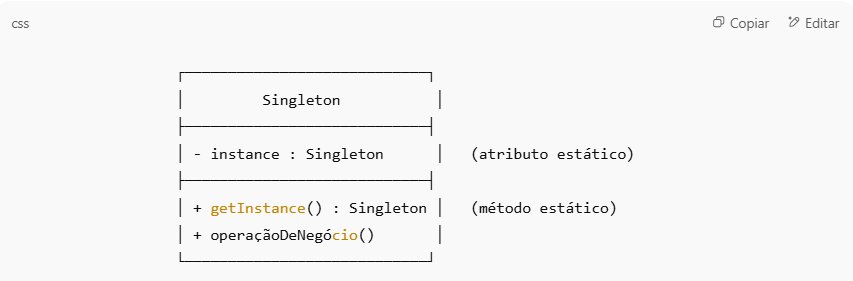 css Copiar Editar
Singleton
- instance : Singleton (atributo estático)
+ getInstance() : Singleton (método estático)
+ operaçãoDeNegócio()